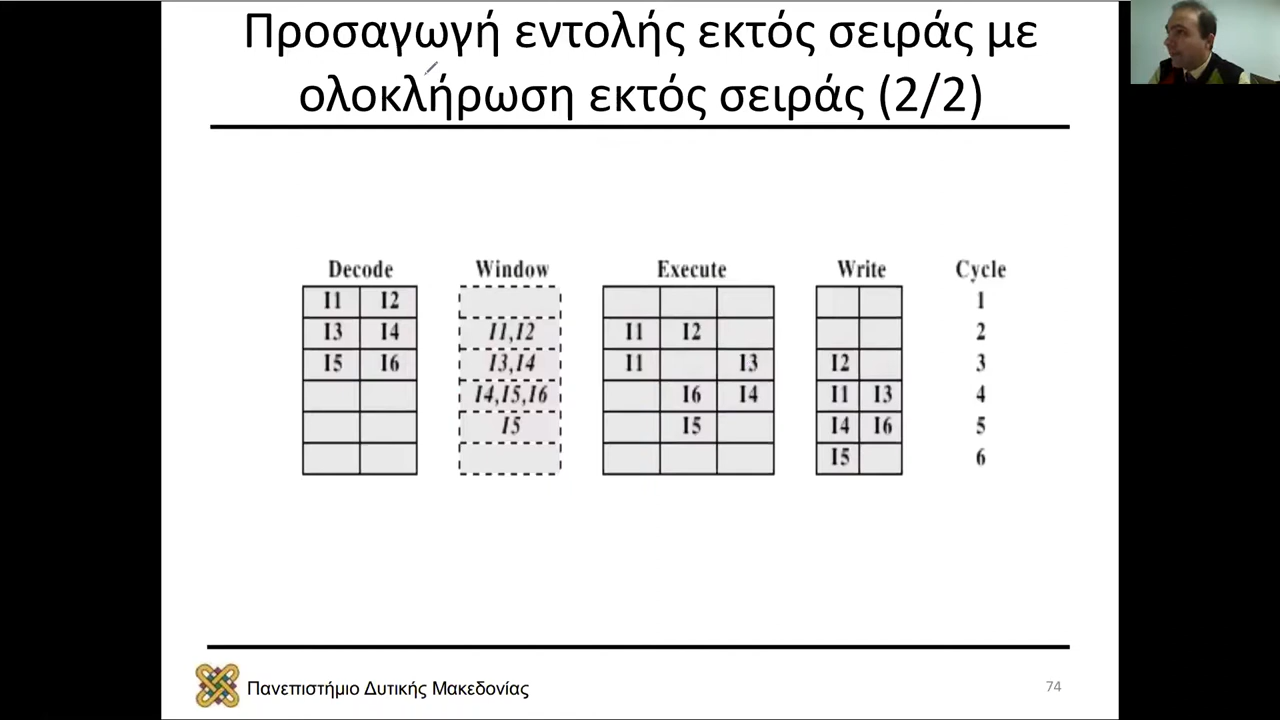 Προσαγωγή εντολής εκτός σειράς με
ολοκλήρωση εκτός σειράς (2/2)
Decode Window Execute Write Cycle
I1 I2 1
I3 I4 I1,I2 I1 I2 2
I5 I6 I3,I4 I1 I3 I2 3
I4,I5,I6 I6 I4 I1 I3 4
I5 I5 I4 I6 5
I5 6
Πανεπιστήμιο Δυτικής Μακεδονίας
74